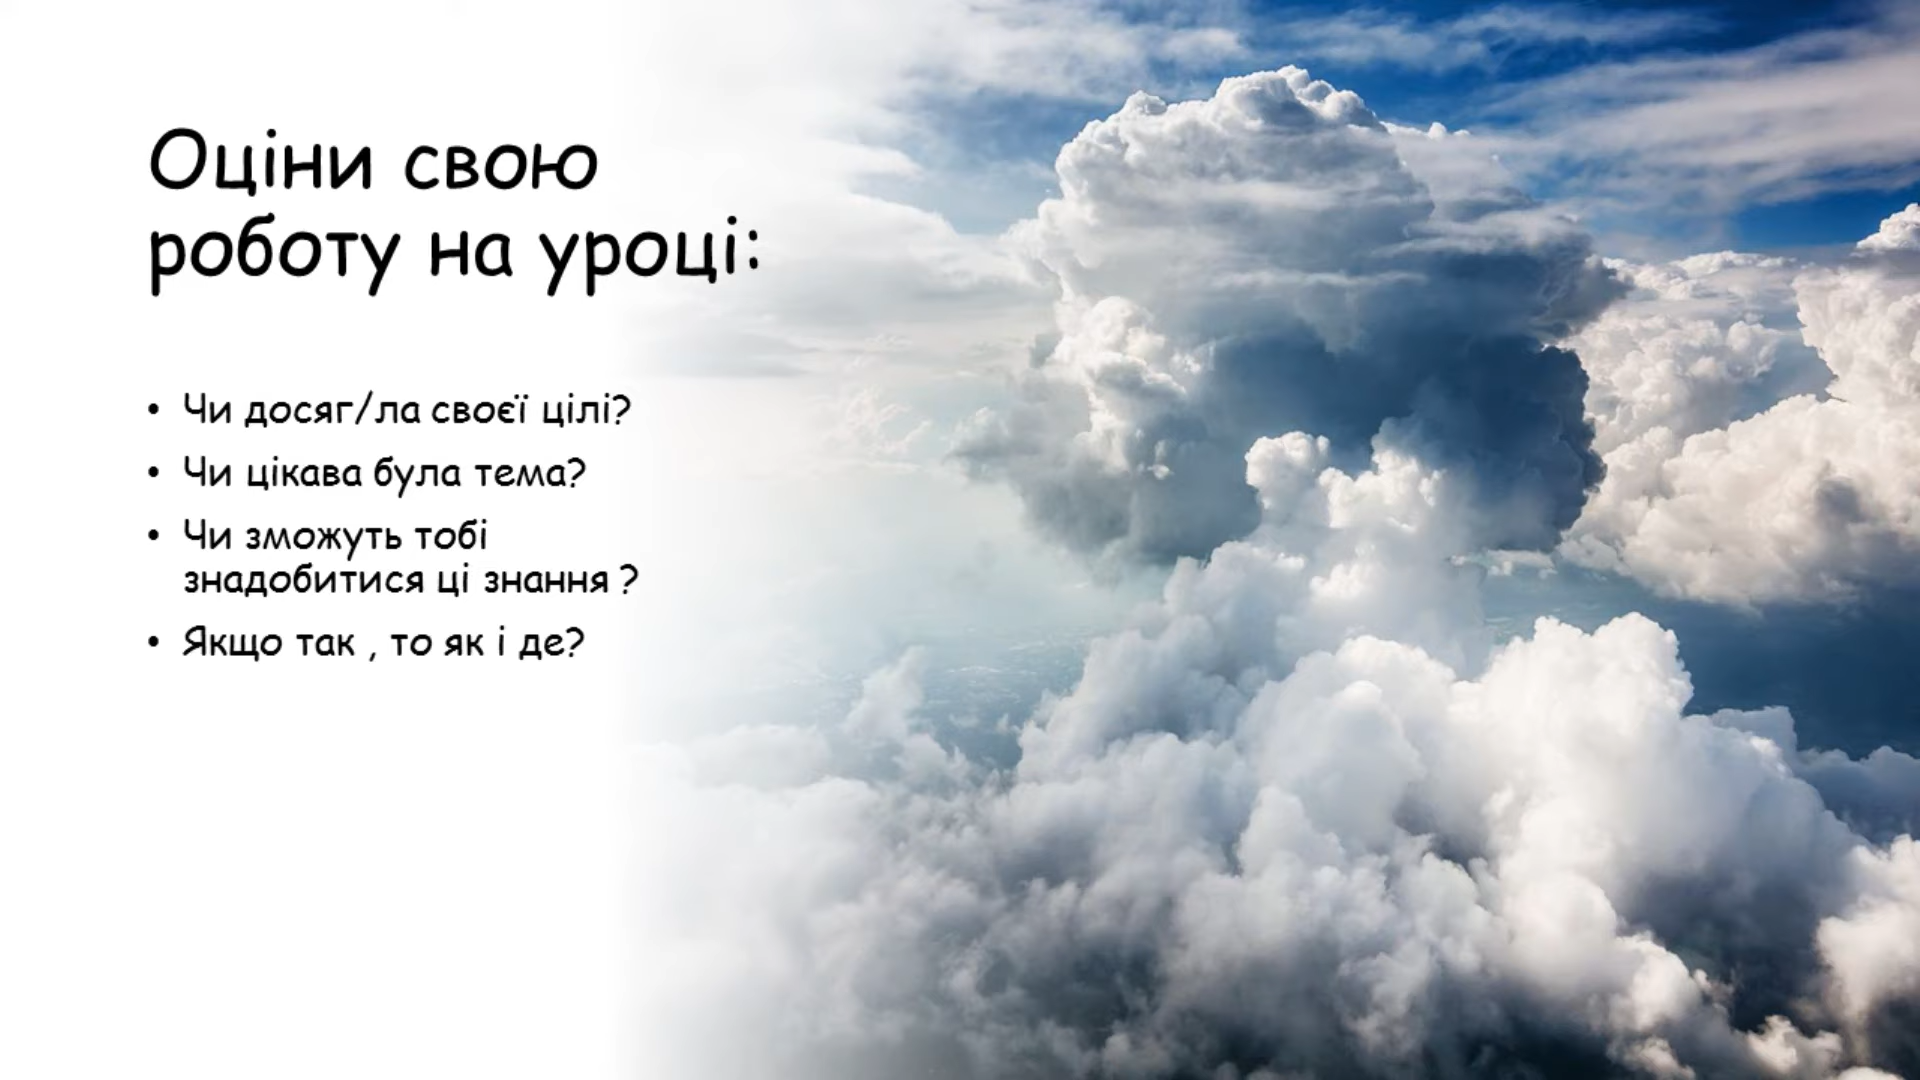 Оціни свою
роботу на уроці:
• Чи досяг/ла своєї цілі?
• Чи цікава була тема?
• Чи зможуть тобі
знадобитися ці знання ?
• Якщо так , то як і де?